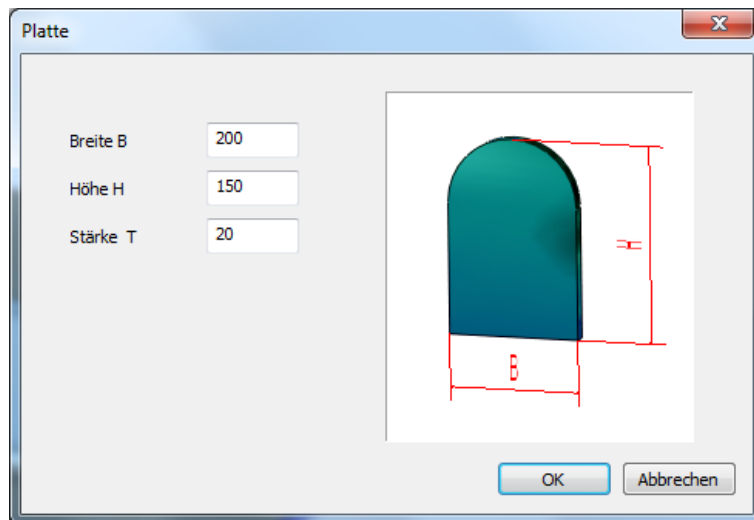 Platte
Breite B 200
Höhe H 150
Stärke T 20
H
B
OK Abbrechen